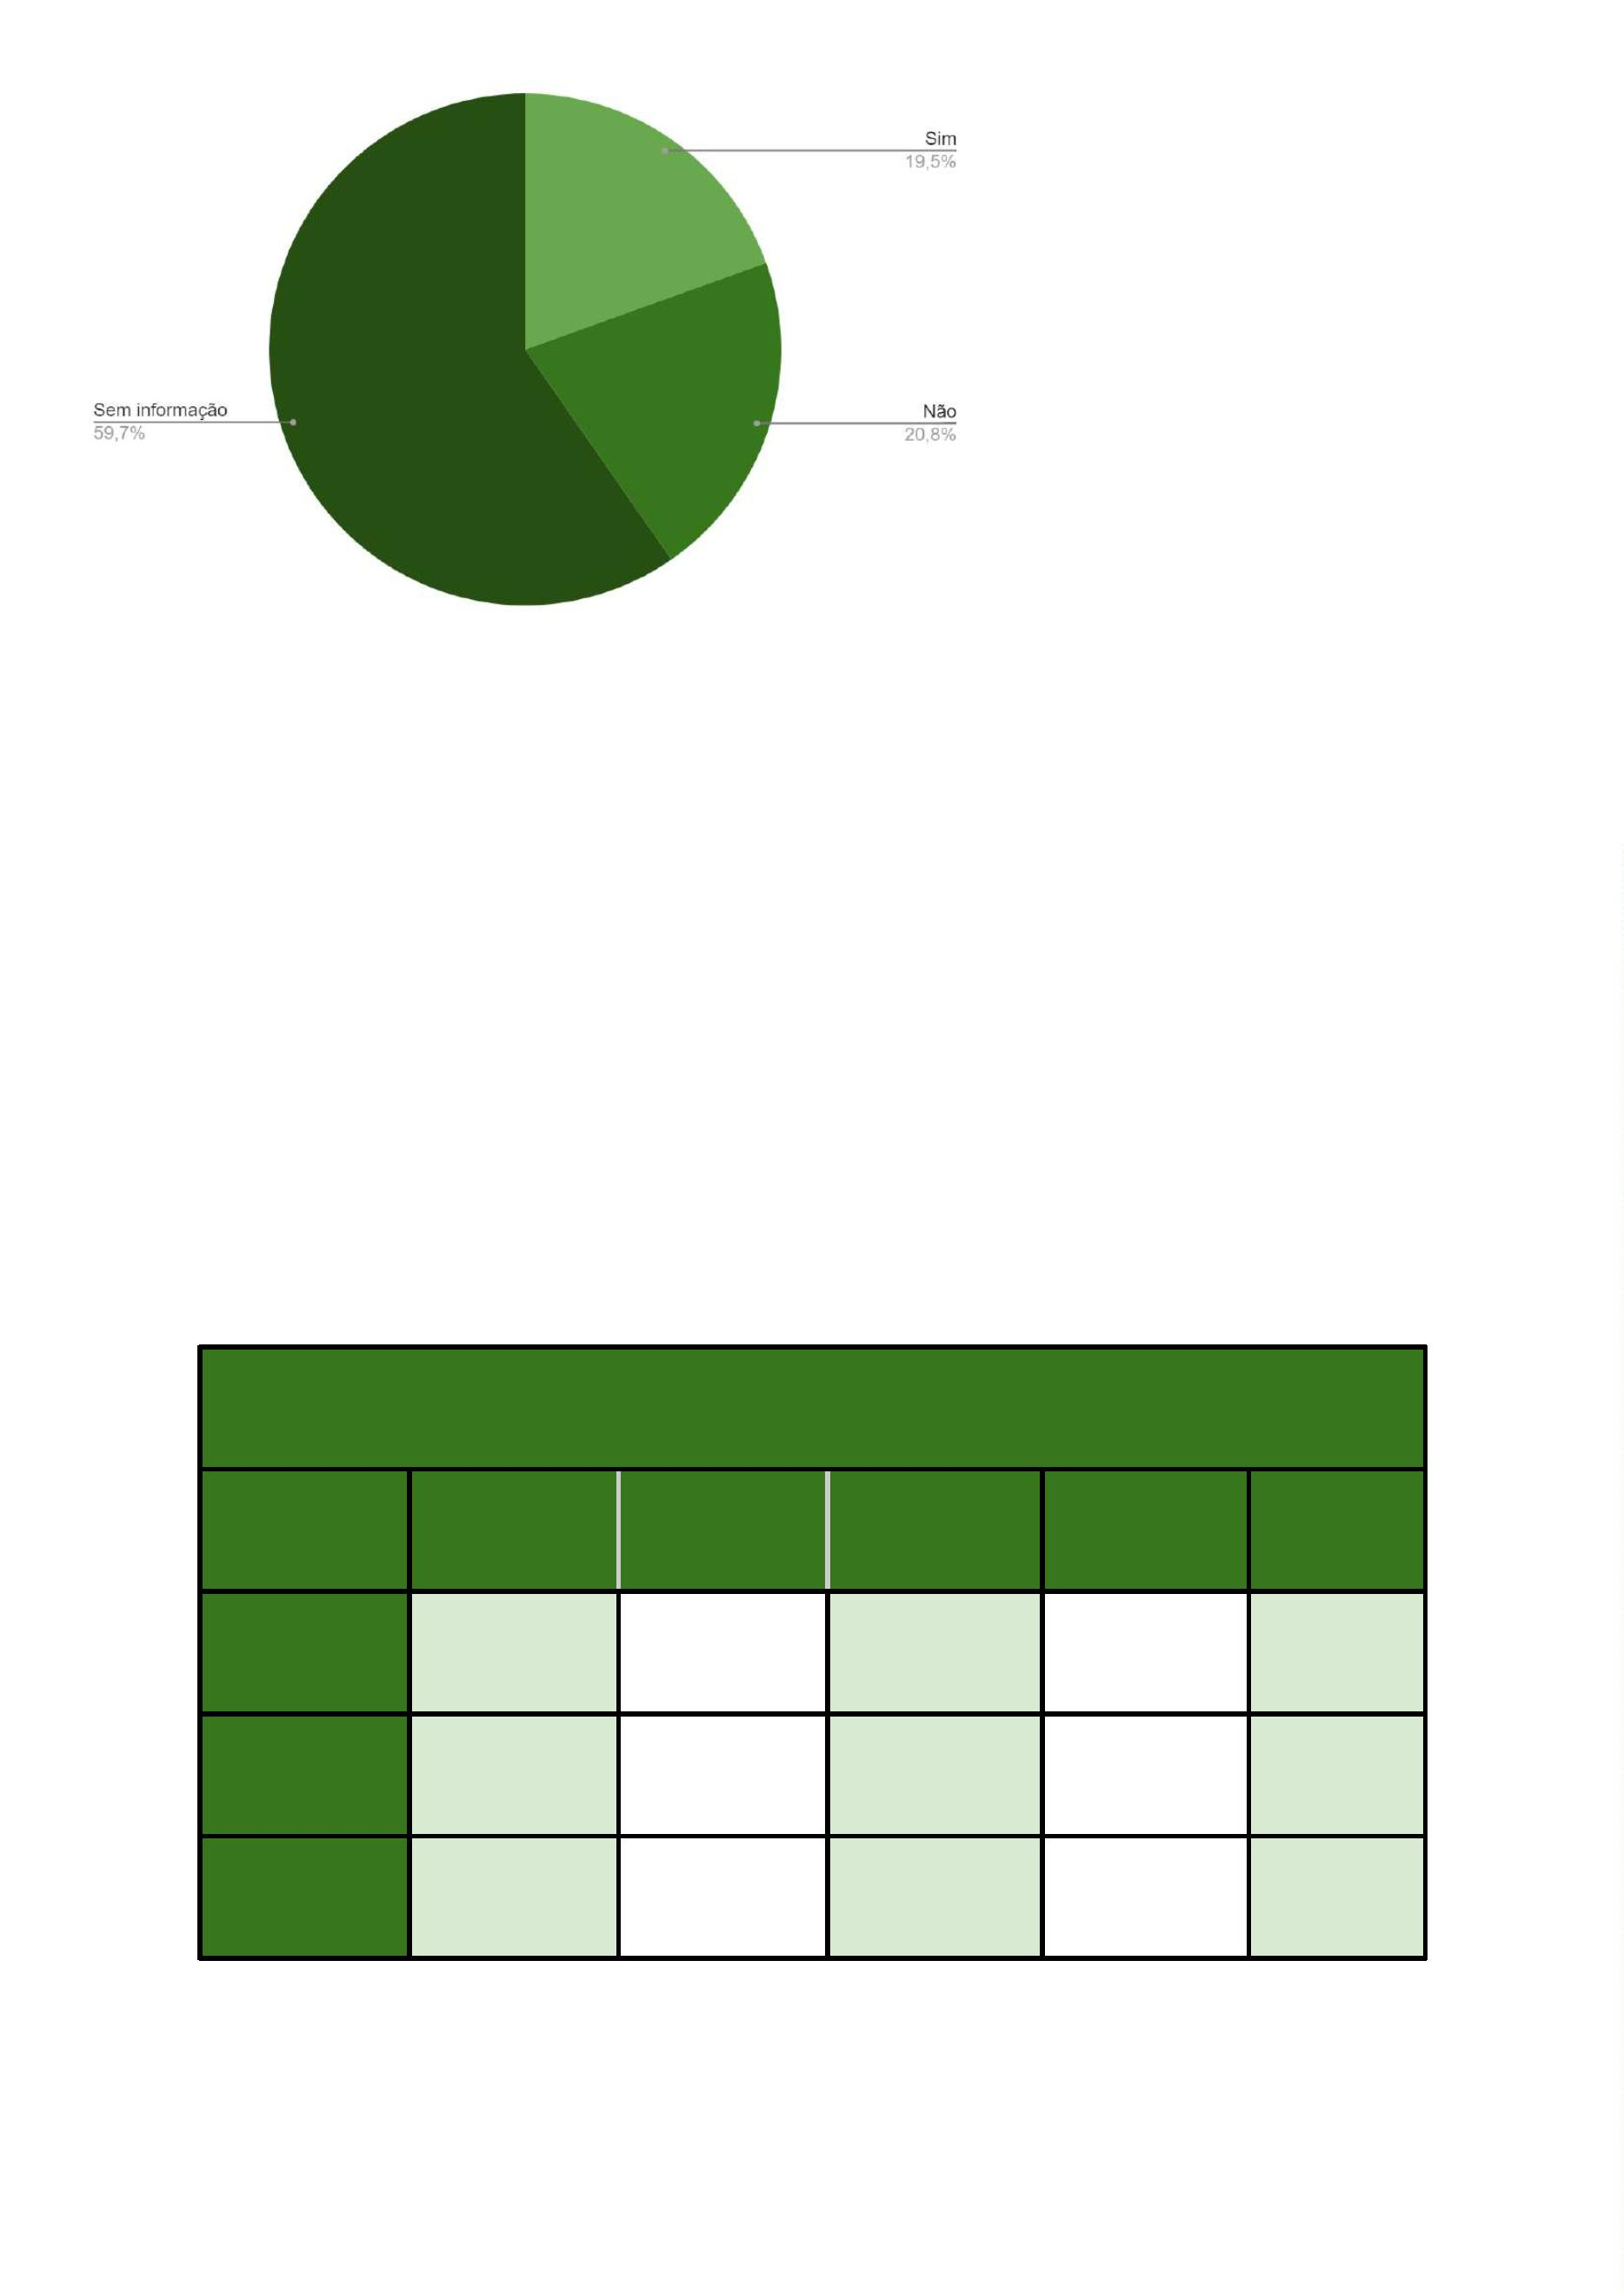 Sim
19,5%
Sem informação
59,7%
Não
20,8%